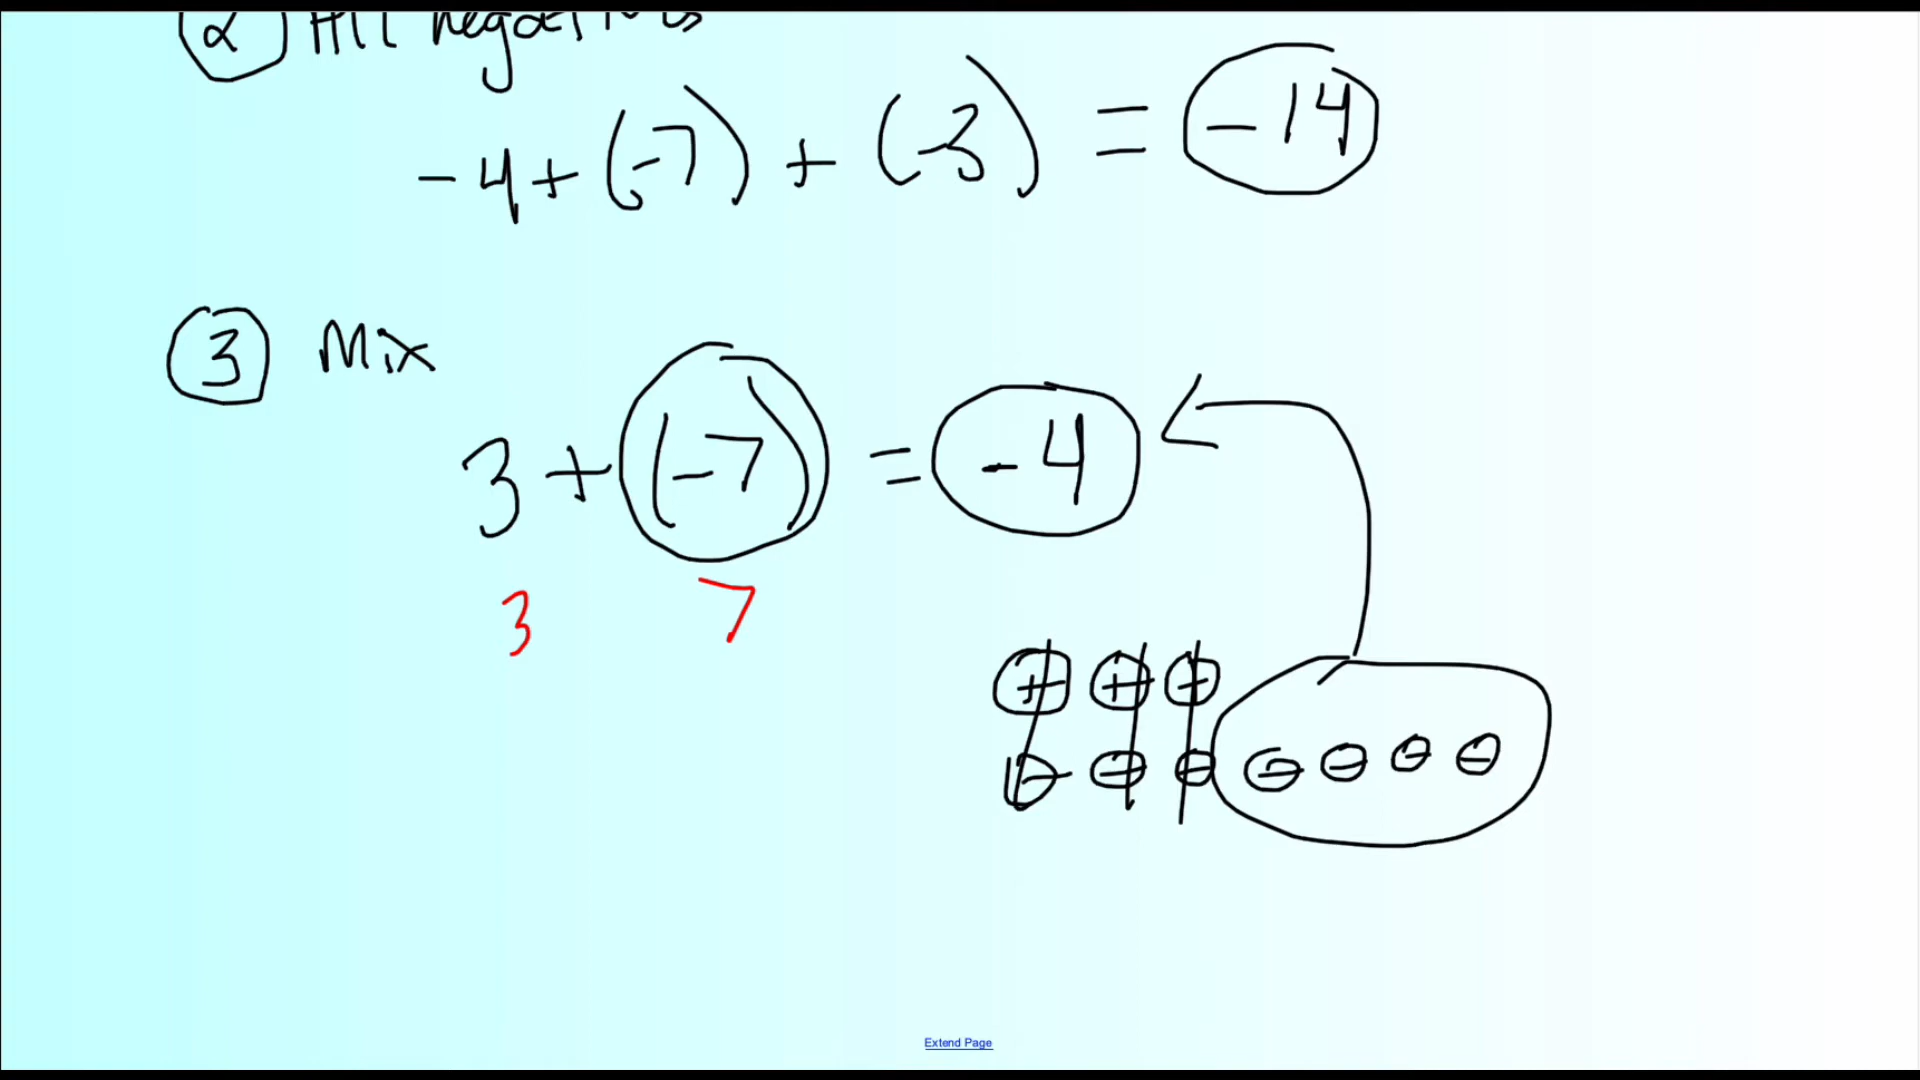 2 All negatives
-4 + (-7) + (-3) = -14
3 Mix
3 + (-7) = -4
3 7
+ + +
- - - - - - -
Extend Page